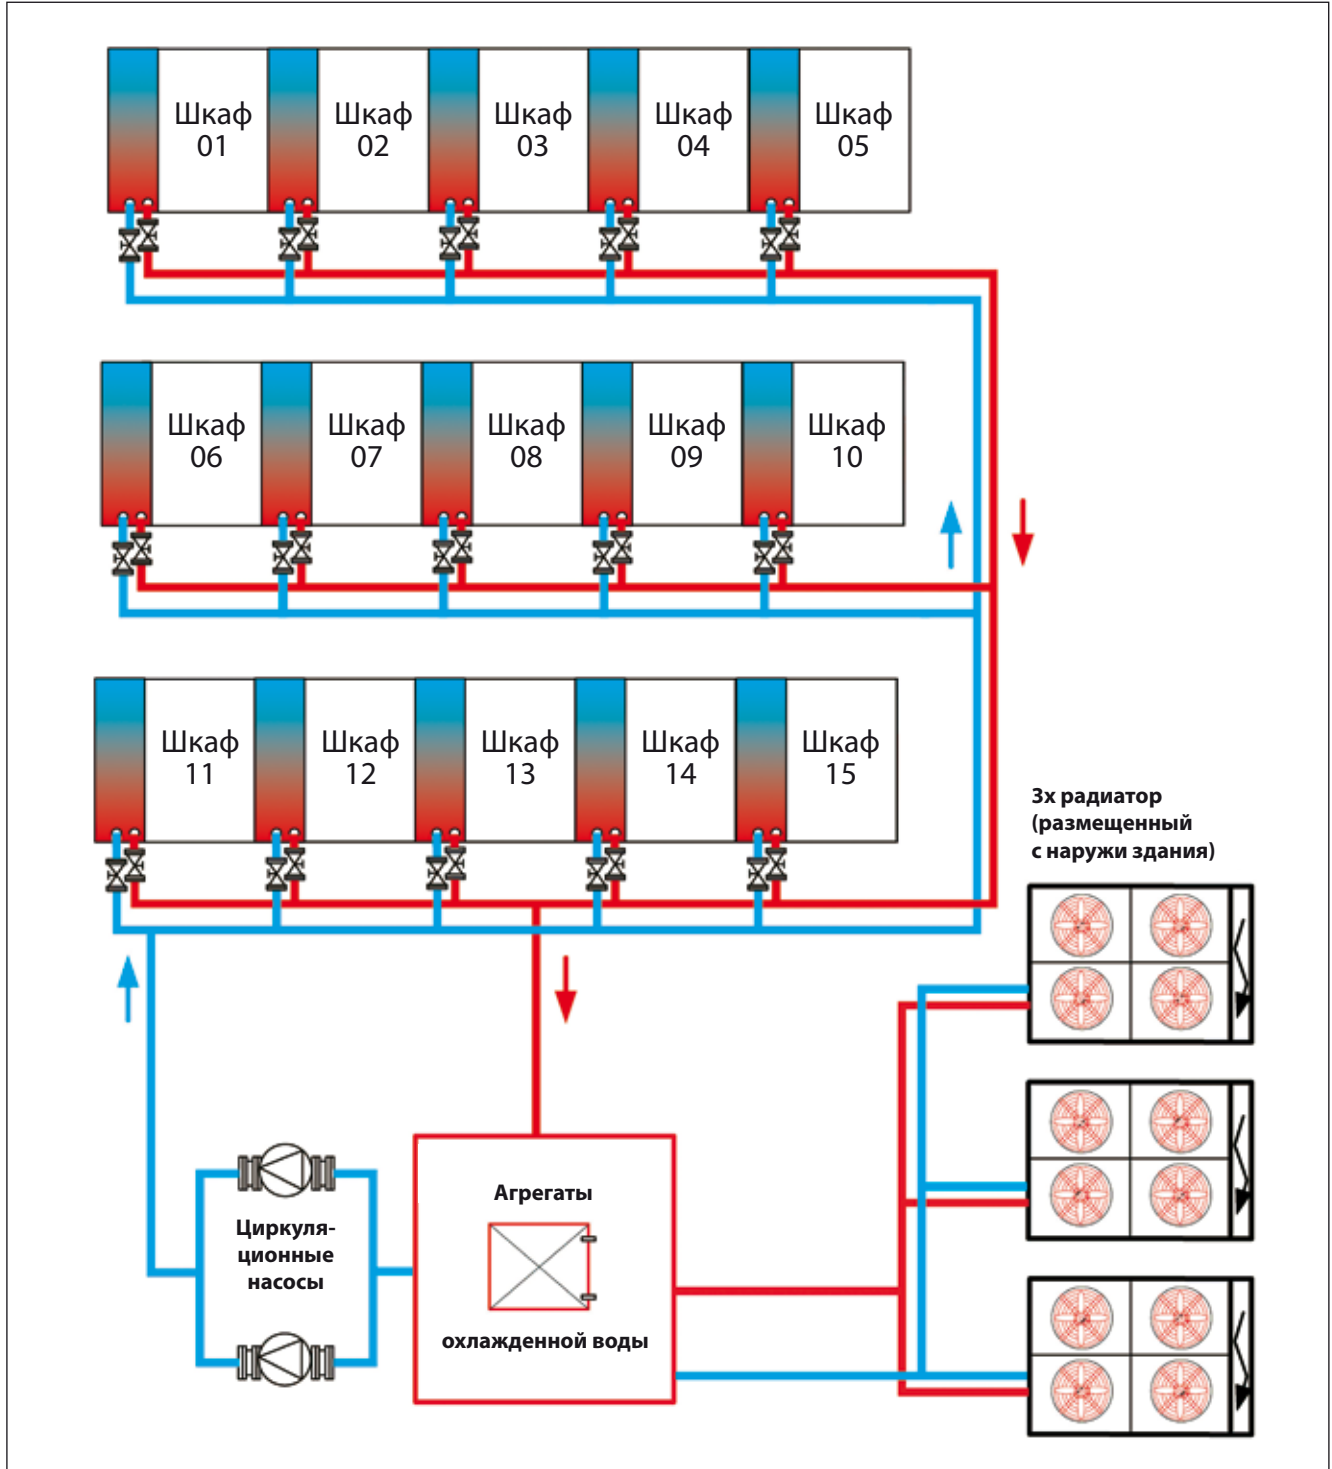 Шкаф
01
Шкаф
02
Шкаф
03
Шкаф
04
Шкаф
05
Шкаф
06
Шкаф
07
Шкаф
08
Шкаф
09
Шкаф
10
Шкаф
11
Шкаф
12
Шкаф
13
Шкаф
14
Шкаф
15
3х радиатор
(размещенный
с наружи здания)
Агрегаты
охлажденной воды
Циркуля-
ционные
насосы